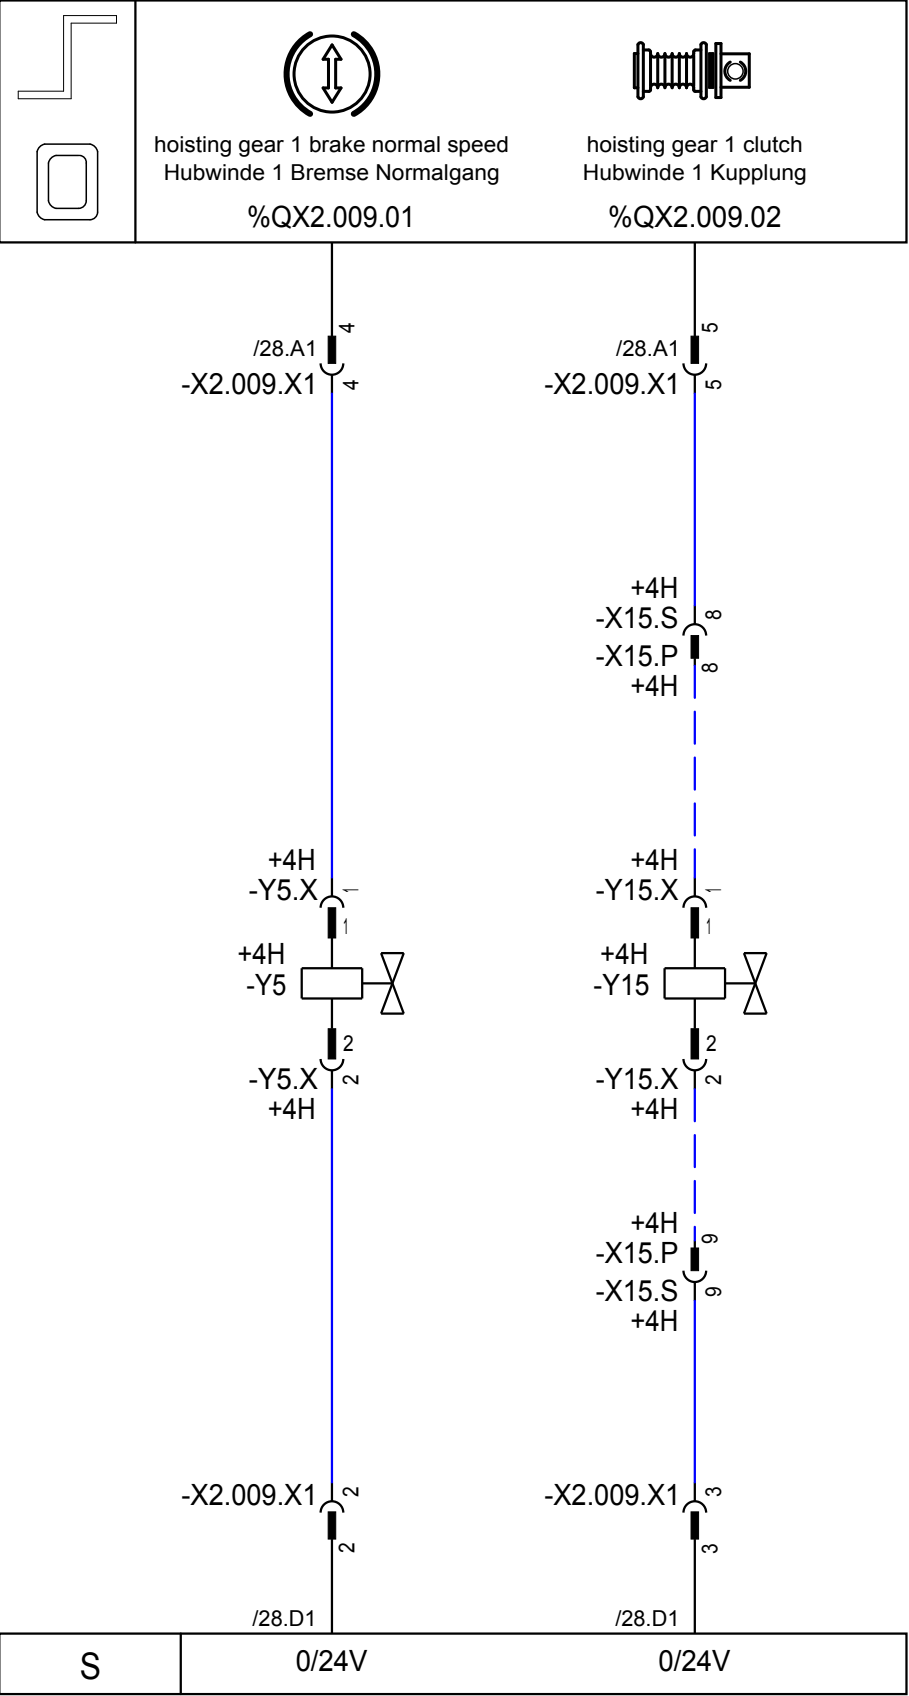 hoisting gear 1 brake normal speed
Hubwinde 1 Bremse Normalgang
%QX2.009.01
hoisting gear 1 clutch
Hubwinde 1 Kupplung
%QX2.009.02
4
/28.A1
-X2.009.X1
4
5
/28.A1
-X2.009.X1
5
+4H
-X15.S
8
-X15.P
8
+4H
+4H
-Y5.X
1
1
+4H
-Y5
2
-Y5.X
2
+4H
+4H
-Y15.X
1
1
+4H
-Y15
2
-Y15.X
2
+4H
+4H
-X15.P
9
-X15.S
9
+4H
-X2.009.X1
2
2
/28.D1
-X2.009.X1
3
3
/28.D1
S
0/24V
0/24V